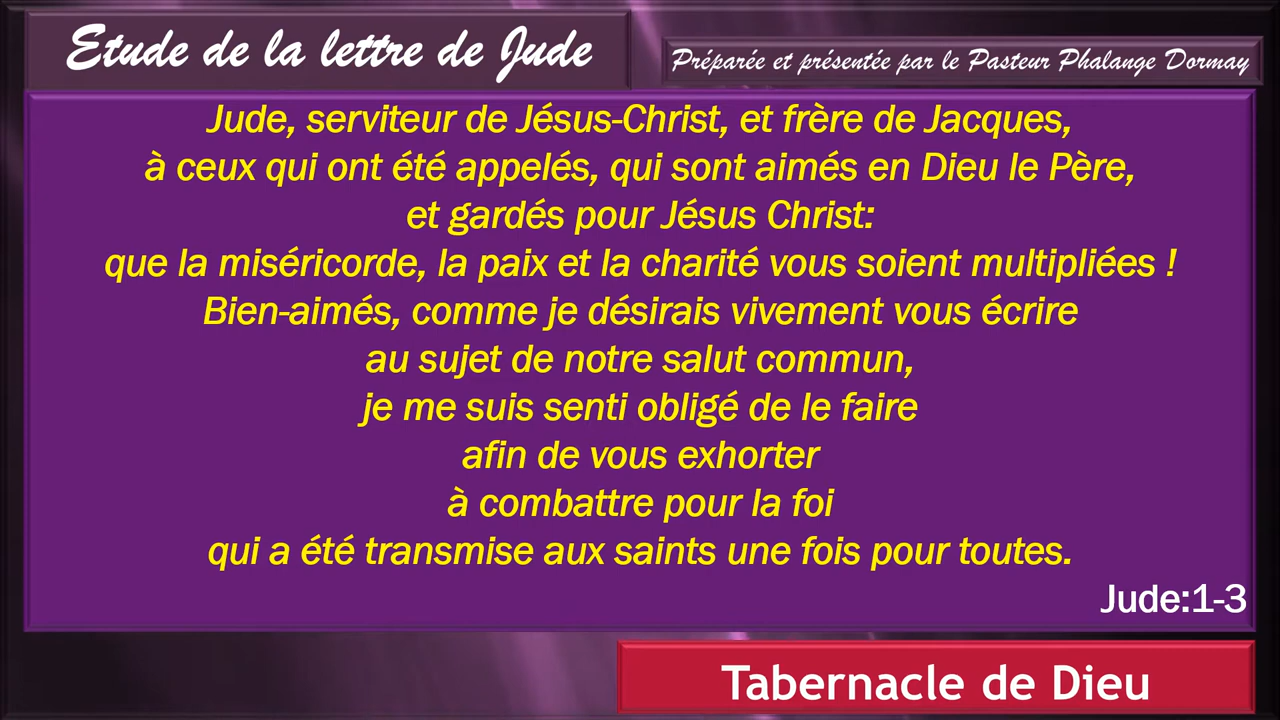 Etude de la lettre de Jude
Préparée et présentée par le Pasteur Phalange Dormay
Jude, serviteur de Jésus-Christ, et frère de Jacques,
à ceux qui ont été appelés, qui sont aimés en Dieu le Père,
et gardés pour Jésus Christ:
que la miséricorde, la paix et la charité vous soient multipliées !
Bien-aimés, comme je désirais vivement vous écrire
au sujet de notre salut commun,
je me suis senti obligé de le faire
afin de vous exhorter
à combattre pour la foi
qui a été transmise aux saints une fois pour toutes.
Jude:1-3
Tabernacle de Dieu